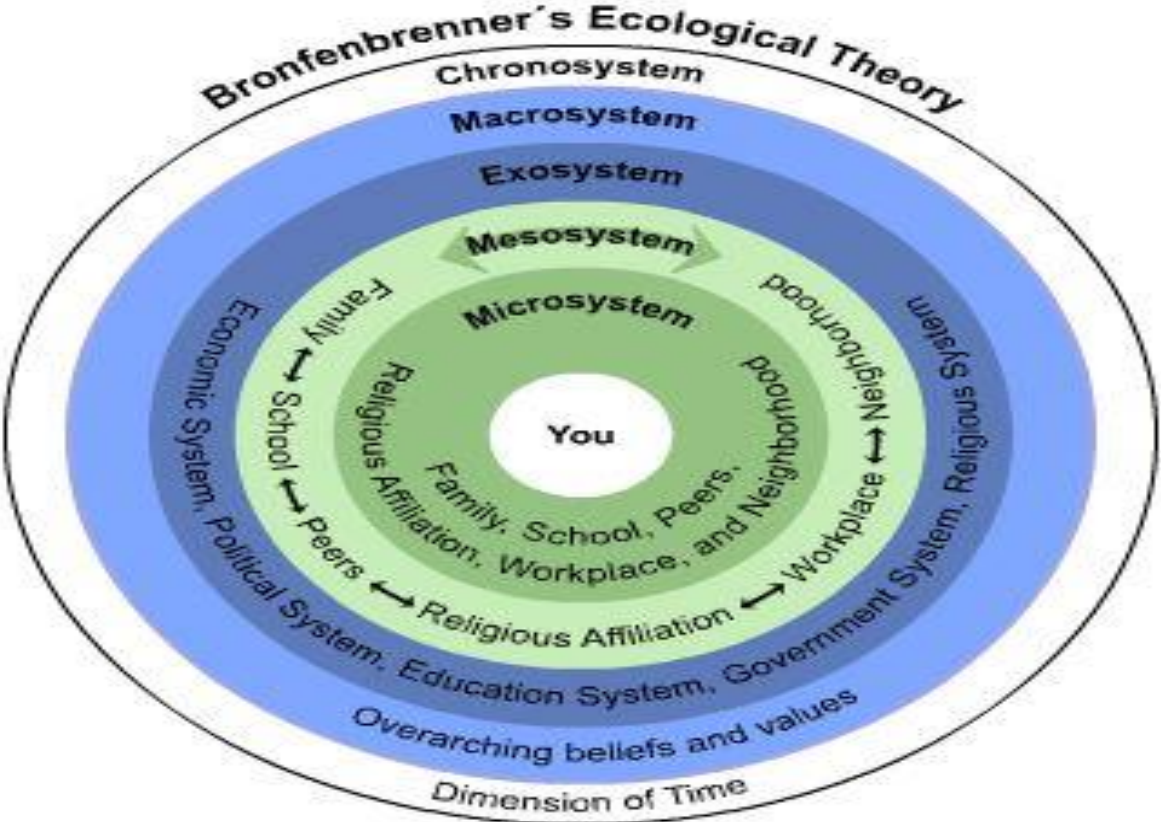 Bronfenbrenner´s Ecological Theory
Chronosystem
Macrosystem
Exosystem
Mesosystem
Microsystem
You
Family, School, Peers,
Religious Affiliation, Workplace, and Neighborhood
Family ↔ School ↔ Peers ↔ Religious Affiliation ↔ Workplace ↔ Neighborhood
Economic System, Political System, Education System, Government System, Religious System
Overarching beliefs and values
Dimension of Time